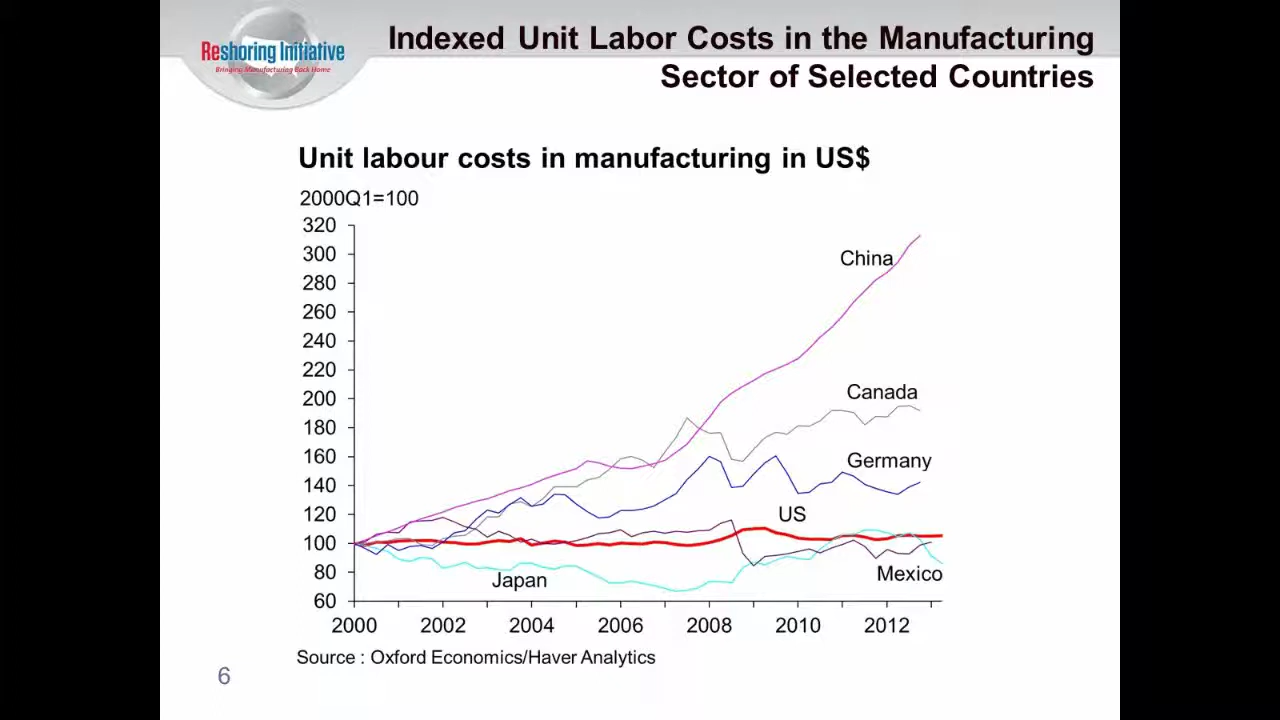 Reshoring Initiative
Bringing Manufacturing Back Home
Indexed Unit Labor Costs in the Manufacturing
Sector of Selected Countries
Unit labour costs in manufacturing in US$
2000Q1=100
320
300
280
260
240
220
200
180
160
140
120
100
80
60
China
Canada
Germany
US
Japan
Mexico
2000 2002 2004 2006 2008 2010 2012
Source : Oxford Economics/Haver Analytics
6